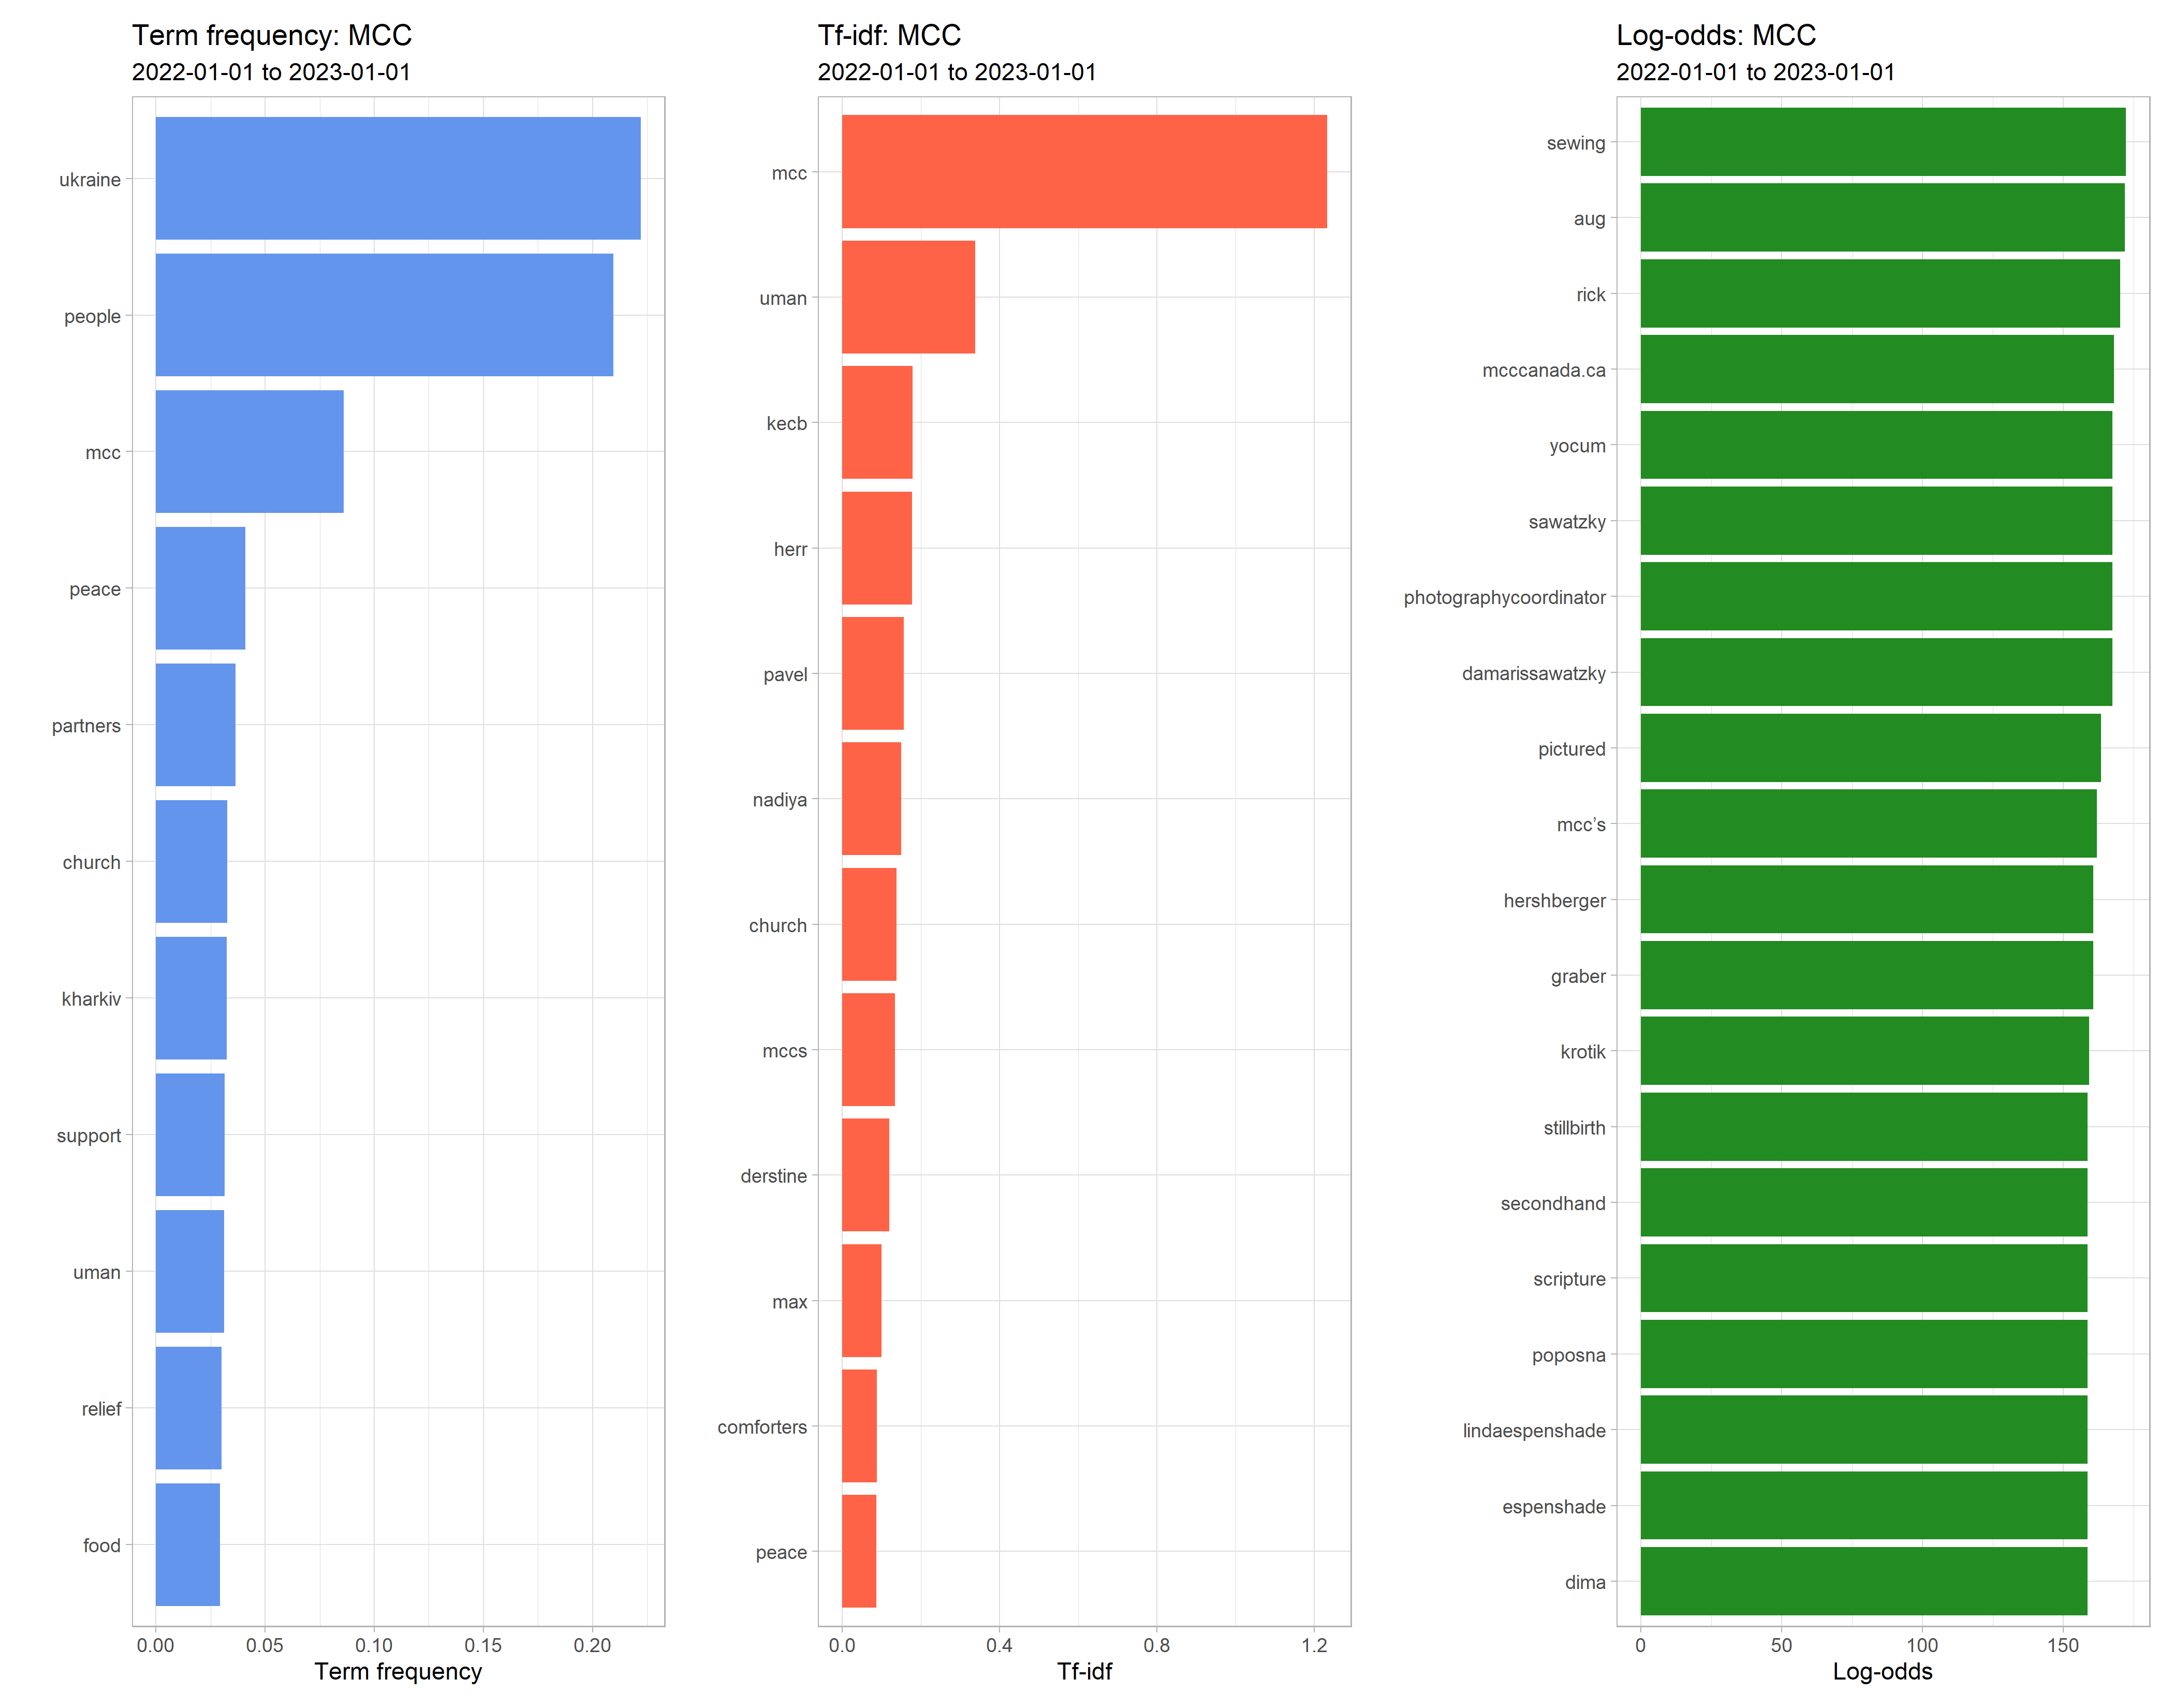 Term frequency: MCC
2022-01-01 to 2023-01-01
ukraine
people
mcc
peace
partners
church
kharkiv
support
uman
relief
food
0.00 0.05 0.10 0.15 0.20
Term frequency
Tf-idf: MCC
2022-01-01 to 2023-01-01
mcc
uman
kecb
herr
pavel
nadiya
church
mccs
derstine
max
comforters
peace
0.0 0.4 0.8 1.2
Tf-idf
Log-odds: MCC
2022-01-01 to 2023-01-01
sewing
aug
rick
mcccanada.ca
yocum
sawatzky
photographycoordinator
damarissawatzky
pictured
mcc’s
hershberger
graber
krotik
stillbirth
secondhand
scripture
poposna
lindaespenshade
espenshade
dima
0 50 100 150
Log-odds